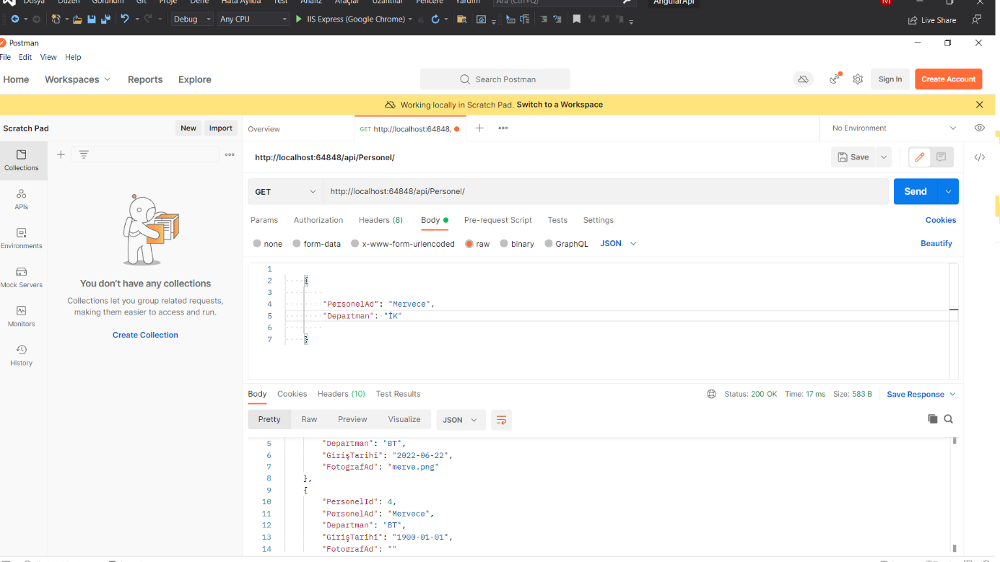 Dosya Düzen Görünüm Git Proje Dene Hata Ayıkla Test Analiz Araçlar Uzantılar Pencere Yardım Ara (Ctrl+Q) AngularApi
Debug Any CPU IIS Express (Google Chrome) Live Share
Postman
File Edit View Help
Home Workspaces Reports Explore Search Postman Sign In Create Account
Working locally in Scratch Pad. Switch to a Workspace
Scratch Pad New Import Overview GET http://localhost:64848, No Environment
http://localhost:64848/api/Personel/ Save
Collections
GET http://localhost:64848/api/Personel/ Send
APIs
Params Authorization Headers (8) Body Pre-request Script Tests Settings Cookies
Environments
none form-data x-www-form-urlencoded raw binary GraphQL JSON Beautify
Mock Servers
Monitors
History
You don't have any collections
Collections let you group related requests,
making them easier to access and run.
Create Collection
1
2 {
3
4 "PersonelAd": "Mervece",
5 "Departman": "İK"
6
7 }
Body Cookies Headers (10) Test Results Status: 200 OK Time: 17 ms Size: 583 B Save Response
Pretty Raw Preview Visualize JSON
5 "Departman": "BT",
6 "GirişTarihi": "2022-06-22",
7 "FotografAd": "merve.png"
8 },
9 {
10 "PersonelId": 4,
11 "PersonelAd": "Mervece",
12 "Departman": "BT",
13 "GirişTarihi": "1900-01-01",
14 "FotografAd": ""